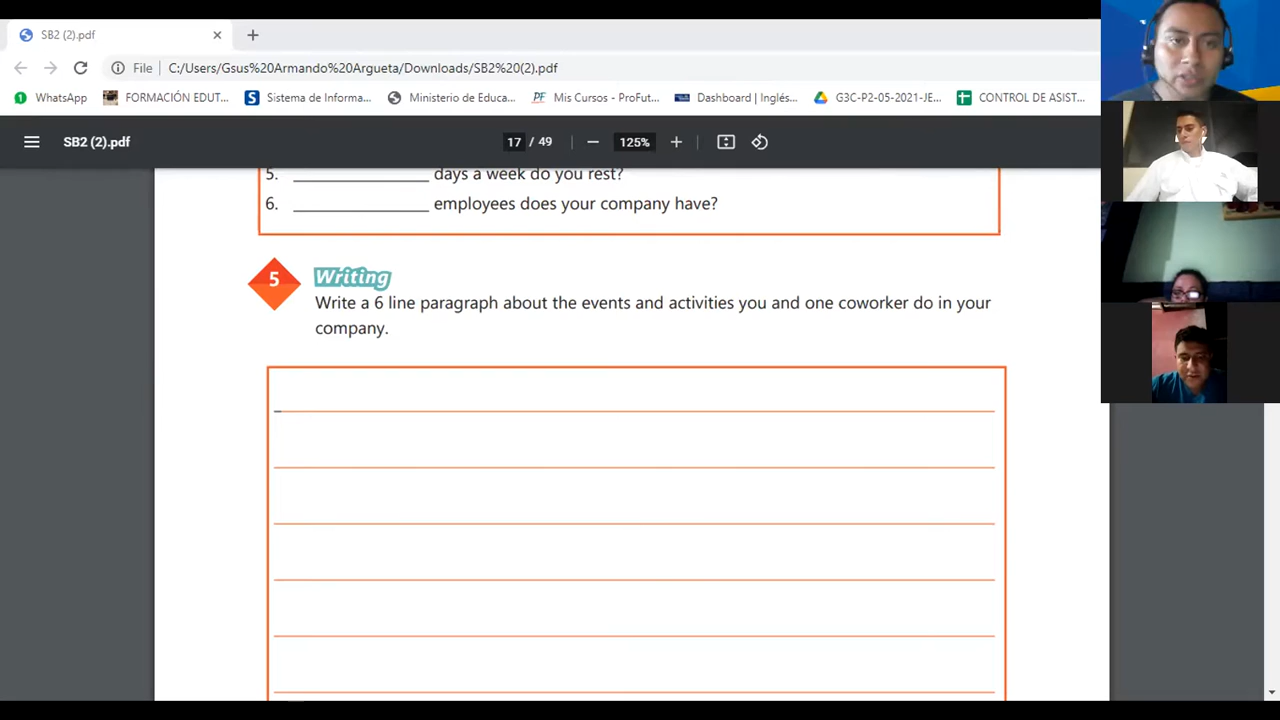 SB2 (2).pdf
File
C:/Users/Gsus%20Armando%20Argueta/Downloads/SB2%20(2).pdf
WhatsApp
FORMACIÓN EDUT...
Sistema de Informa...
Ministerio de Educa...
Mis Cursos - ProFut...
Dashboard | Inglés...
G3C-P2-05-2021-JE...
CONTROL DE ASIST...
SB2 (2).pdf
17 / 49
125%
5. _______________ days a week do you rest?
6. _______________ employees does your company have?
5
Writing
Write a 6 line paragraph about the events and activities you and one coworker do in your
company.